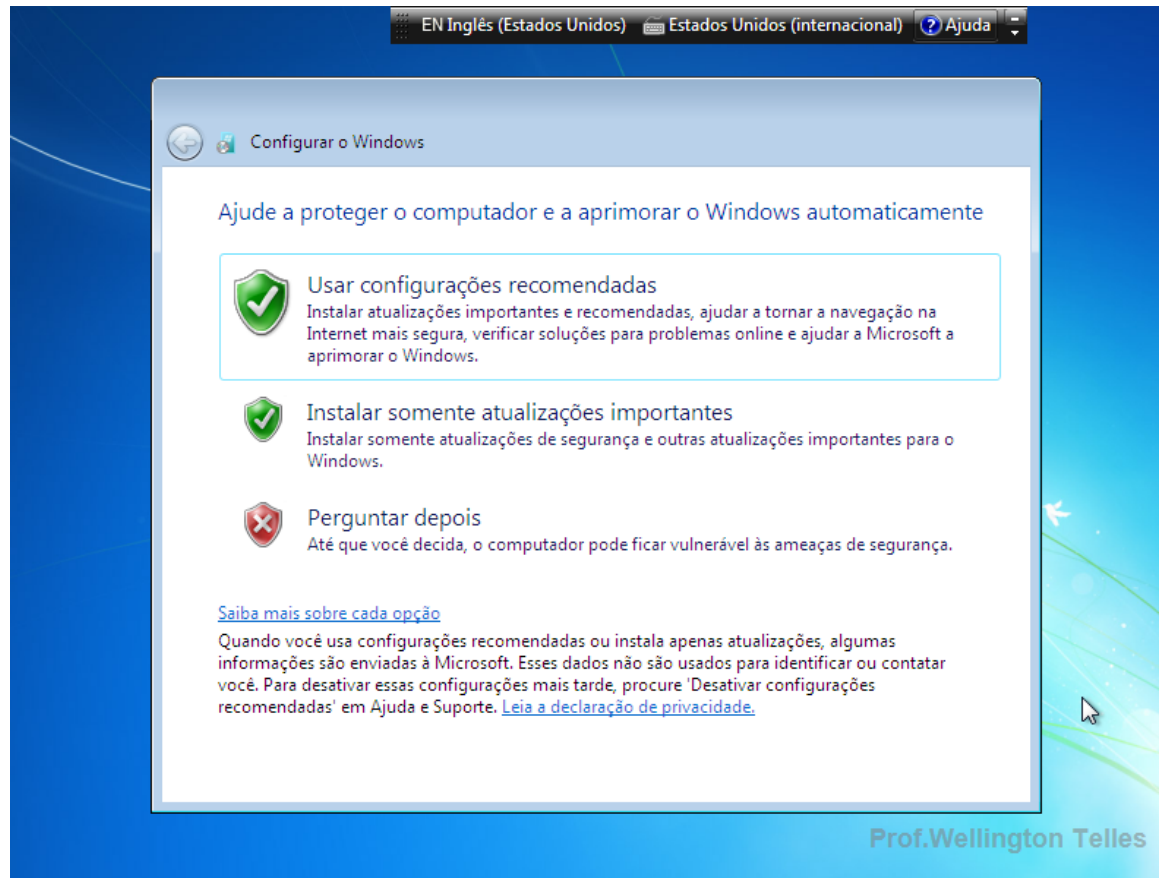 EN Inglês (Estados Unidos) Estados Unidos (internacional) ? Ajuda
Configurar o Windows
Ajude a proteger o computador e a aprimorar o Windows automaticamente
Usar configurações recomendadas
Instalar atualizações importantes e recomendadas, ajudar a tornar a navegação na
Internet mais segura, verificar soluções para problemas online e ajudar a Microsoft a
aprimorar o Windows.
Instalar somente atualizações importantes
Instalar somente atualizações de segurança e outras atualizações importantes para o
Windows.
Perguntar depois
Até que você decida, o computador pode ficar vulnerável às ameaças de segurança.
Saiba mais sobre cada opção
Quando você usa configurações recomendadas ou instala apenas atualizações, algumas
informações são enviadas à Microsoft. Esses dados não são usados para identificar ou contatar
você. Para desativar essas configurações mais tarde, procure 'Desativar configurações
recomendadas' em Ajuda e Suporte. Leia a declaração de privacidade.
Prof.Wellington Telles